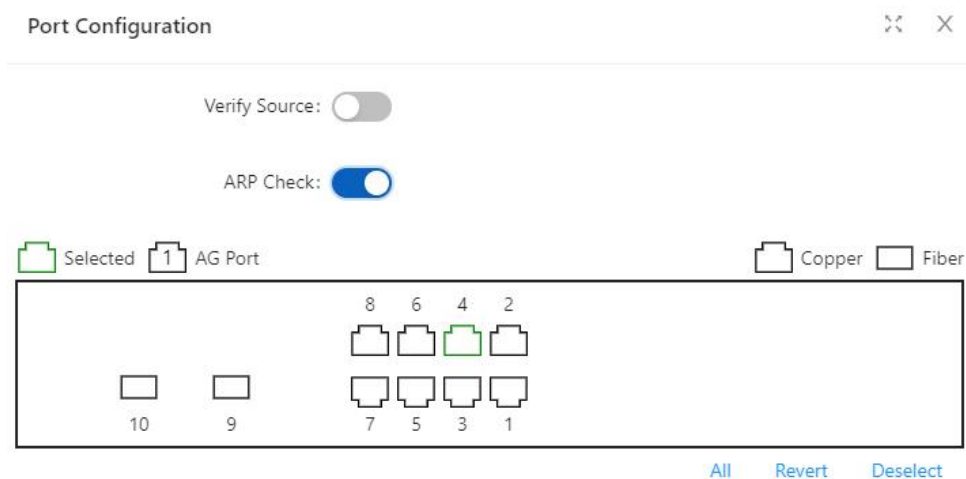 Port Configuration
Verify Source:
ARP Check:
Selected 1 AG Port Copper Fiber
8 6 4 2
10 9 7 5 3 1
All Revert Deselect